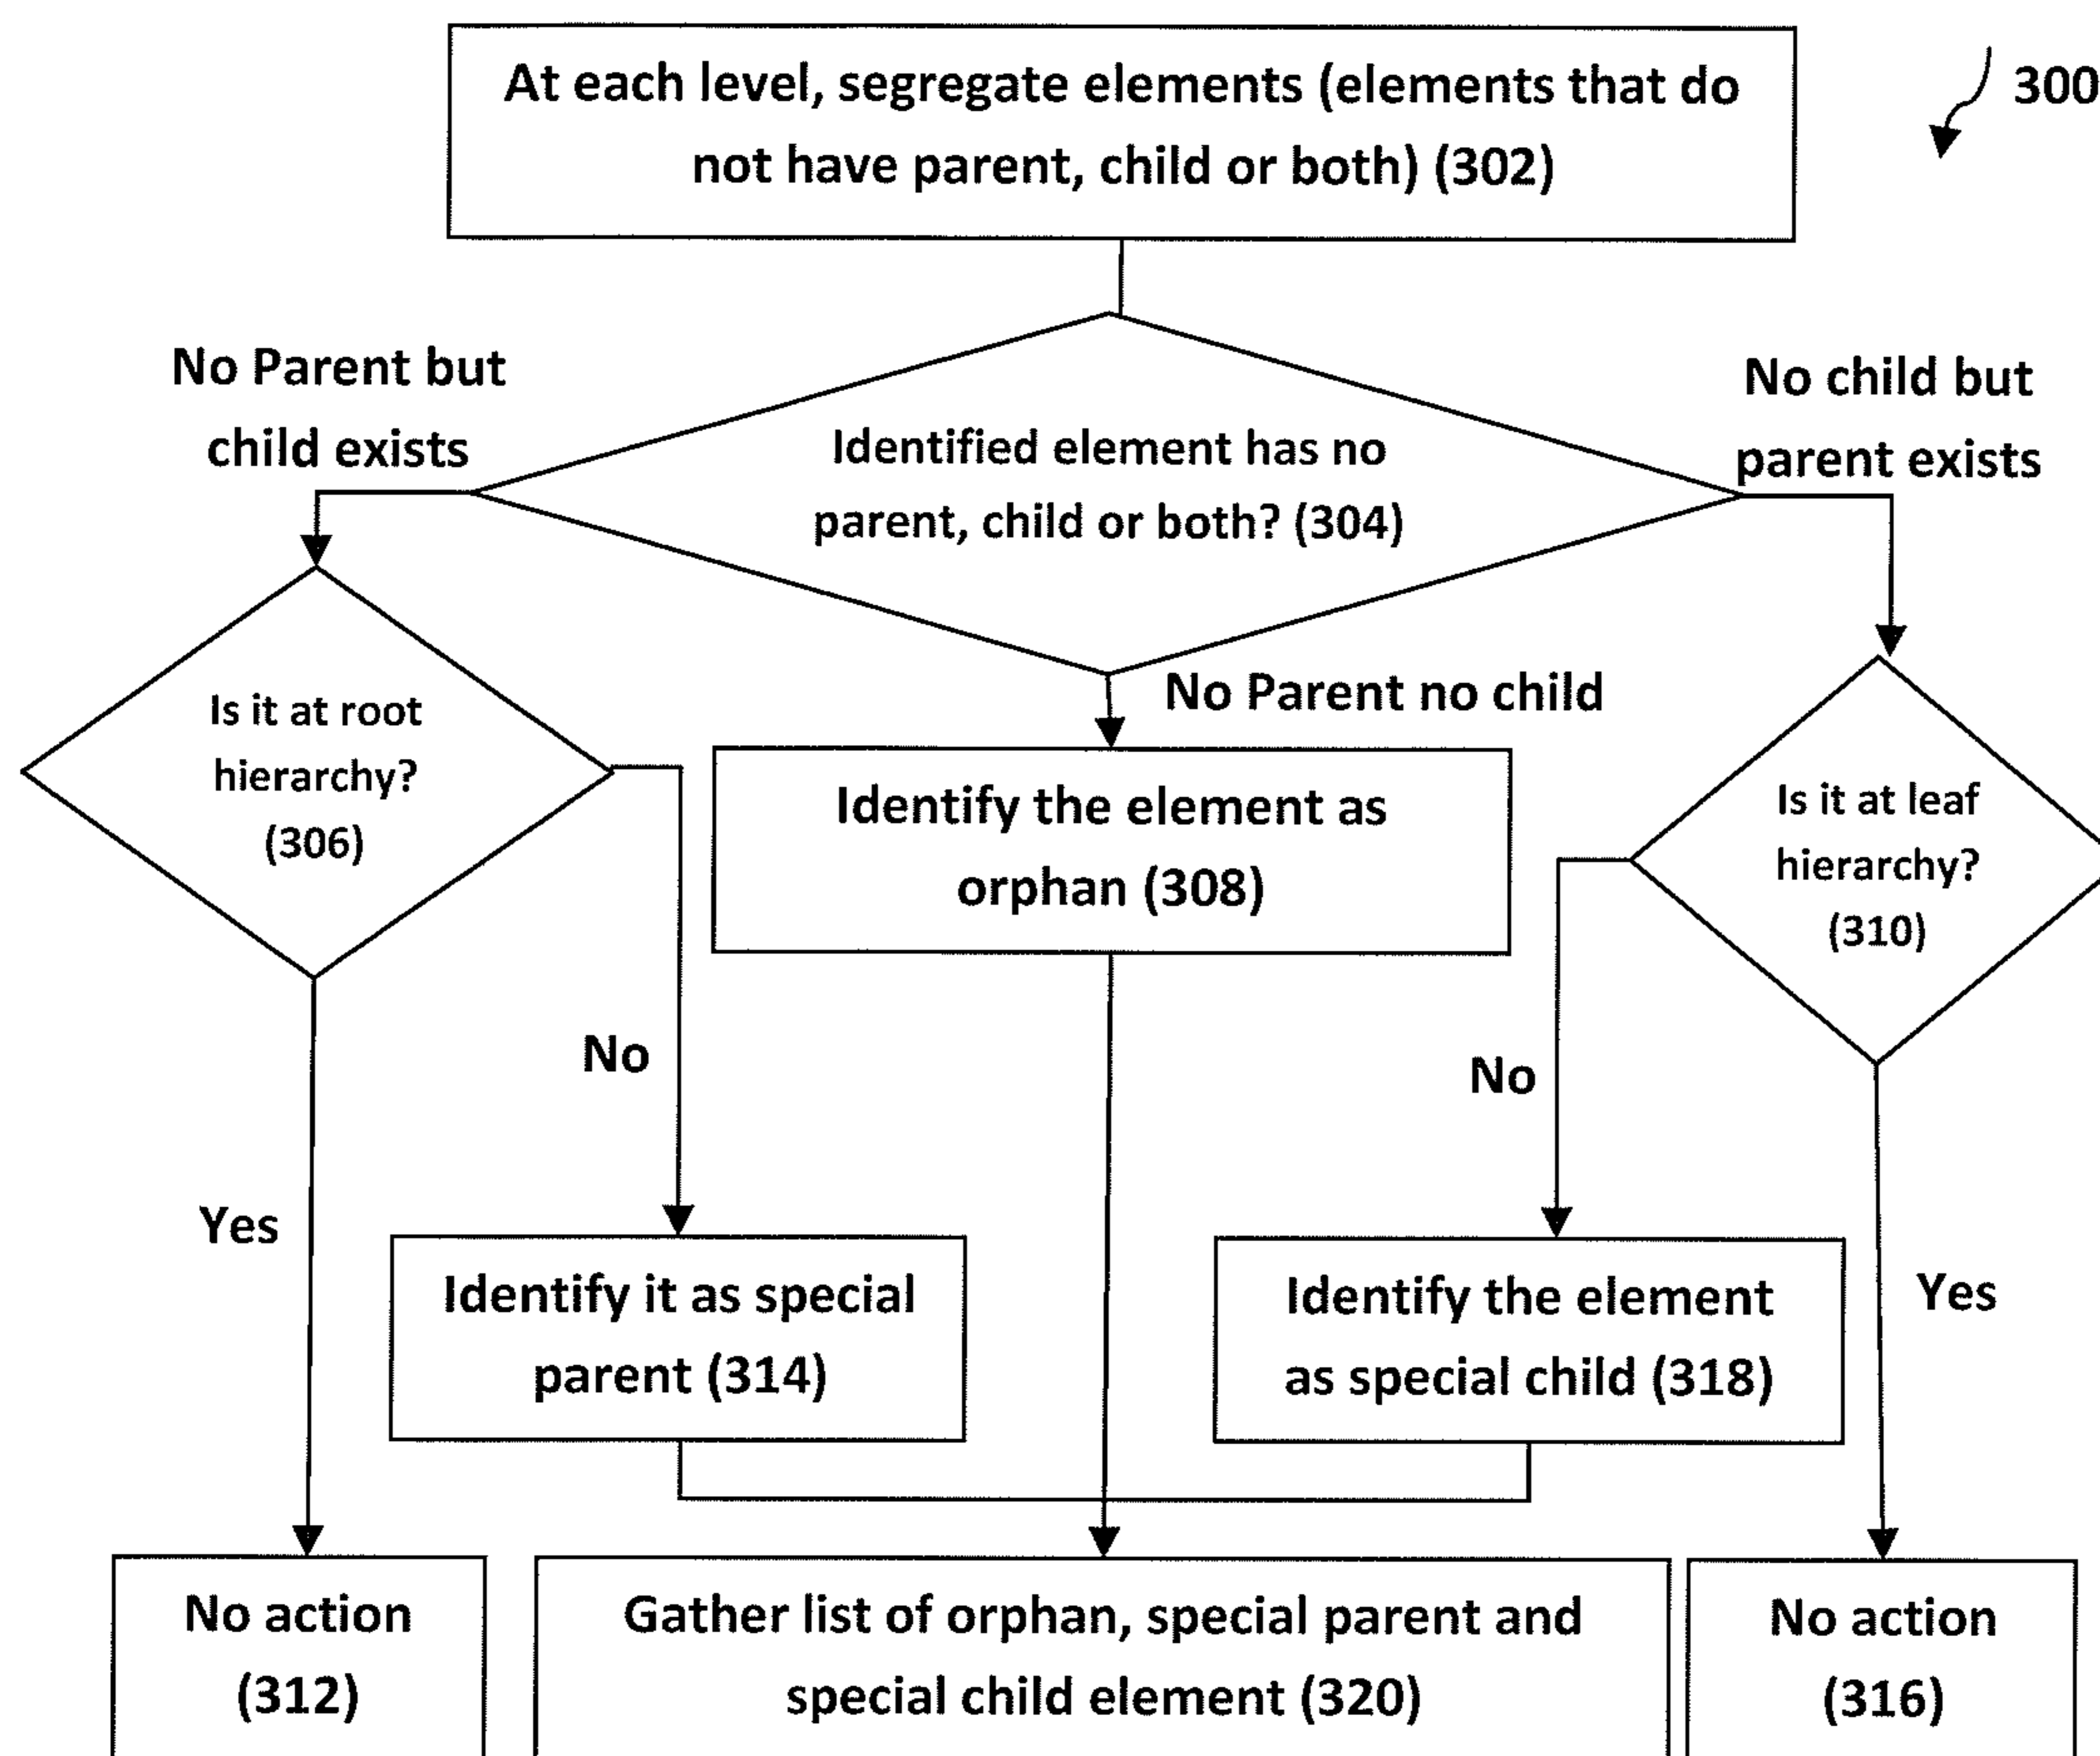 At each level, segregate elements (elements that do
not have parent, child or both) (302)
300
No Parent but
child exists
Identified element has no
parent, child or both? (304)
No child but
parent exists
Is it at root
hierarchy?
(306)
No Parent no child
Identify the element as
orphan (308)
Is it at leaf
hierarchy?
(310)
No
No
Yes
Identify it as special
parent (314)
Identify the element
as special child (318)
Yes
No action
(312)
Gather list of orphan, special parent and
special child element (320)
No action
(316)